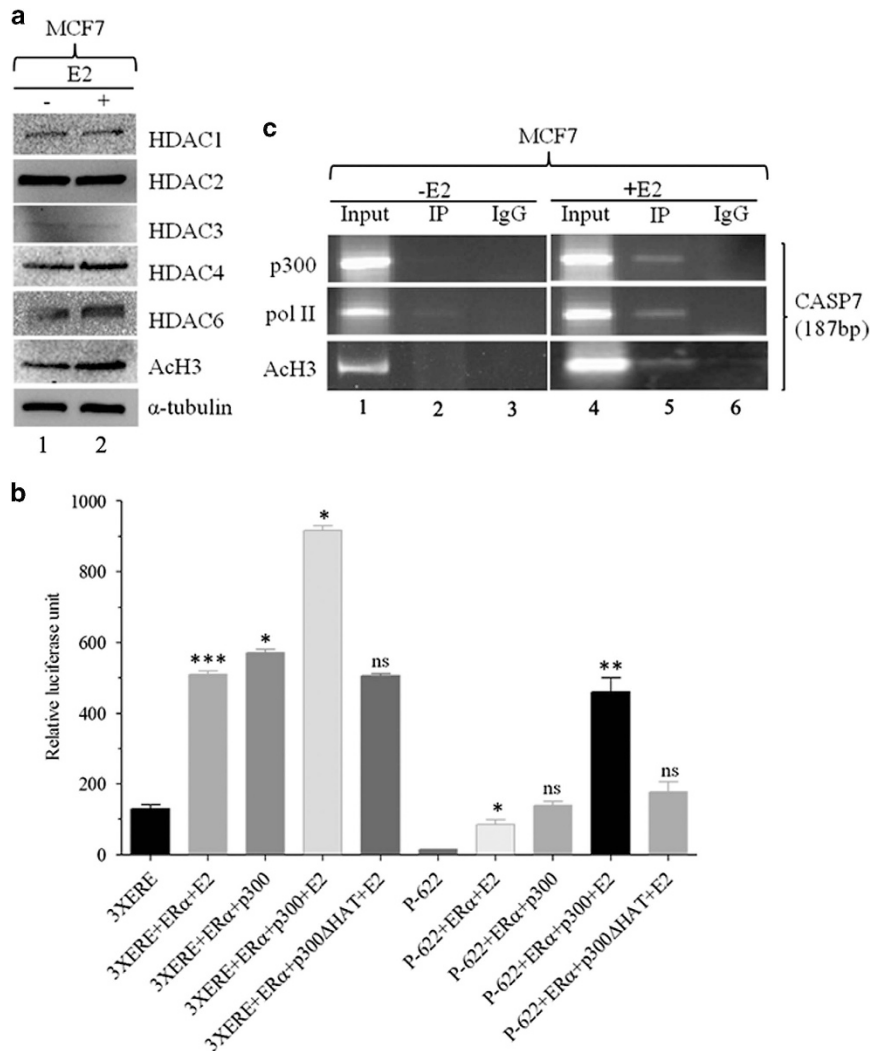 a
MCF7
E2
- +
HDAC1
HDAC2
HDAC3
HDAC4
HDAC6
AcH3
α-tubulin
1 2
c
MCF7
-E2 +E2
Input IP IgG Input IP IgG
p300
pol II
AcH3
CASP7
(187bp)
1 2 3 4 5 6
b
Relative luciferase unit
1000
800
600
400
200
0
***
*
*
ns
*
ns
**
ns
3XERE
3XERE+ERα+E2
3XERE+ERα+p300
3XERE+ERα+p300+E2
3XERE+ERα+p300ΔHAT+E2
P-622
P-622+ERα+E2
P-622+ERα+p300
P-622+ERα+p300+E2
P-622+ERα+p300ΔHAT+E2